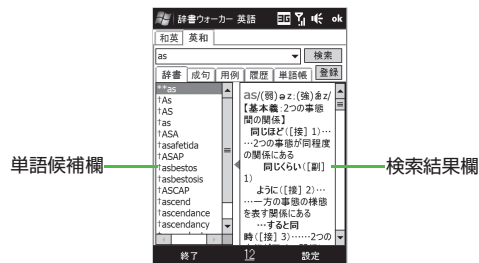 辞書ウォーカー 英語 3G ok
和英 英和
as 検索
辞書 成句 用例 履歴 単語帳 登録
**as
†As
†AS
†as
†ASA
†asafetida
†ASAP
†asbestos
†asbestosis
†ASCAP
†ascend
†ascendance
†ascendancy
as/(弱)əz;(強)ǽz/
【基本義:2つの事態
間の関係】
同じほど([接] 1)…
…2つの事態が同程度
の関係にある
同じくらい([副]
1)
ように([接] 2)…
…一方の事態の様態
を表す関係にある
…すると同
時([接] 3)……2つの
単語候補欄
検索結果欄
終了 12 設定